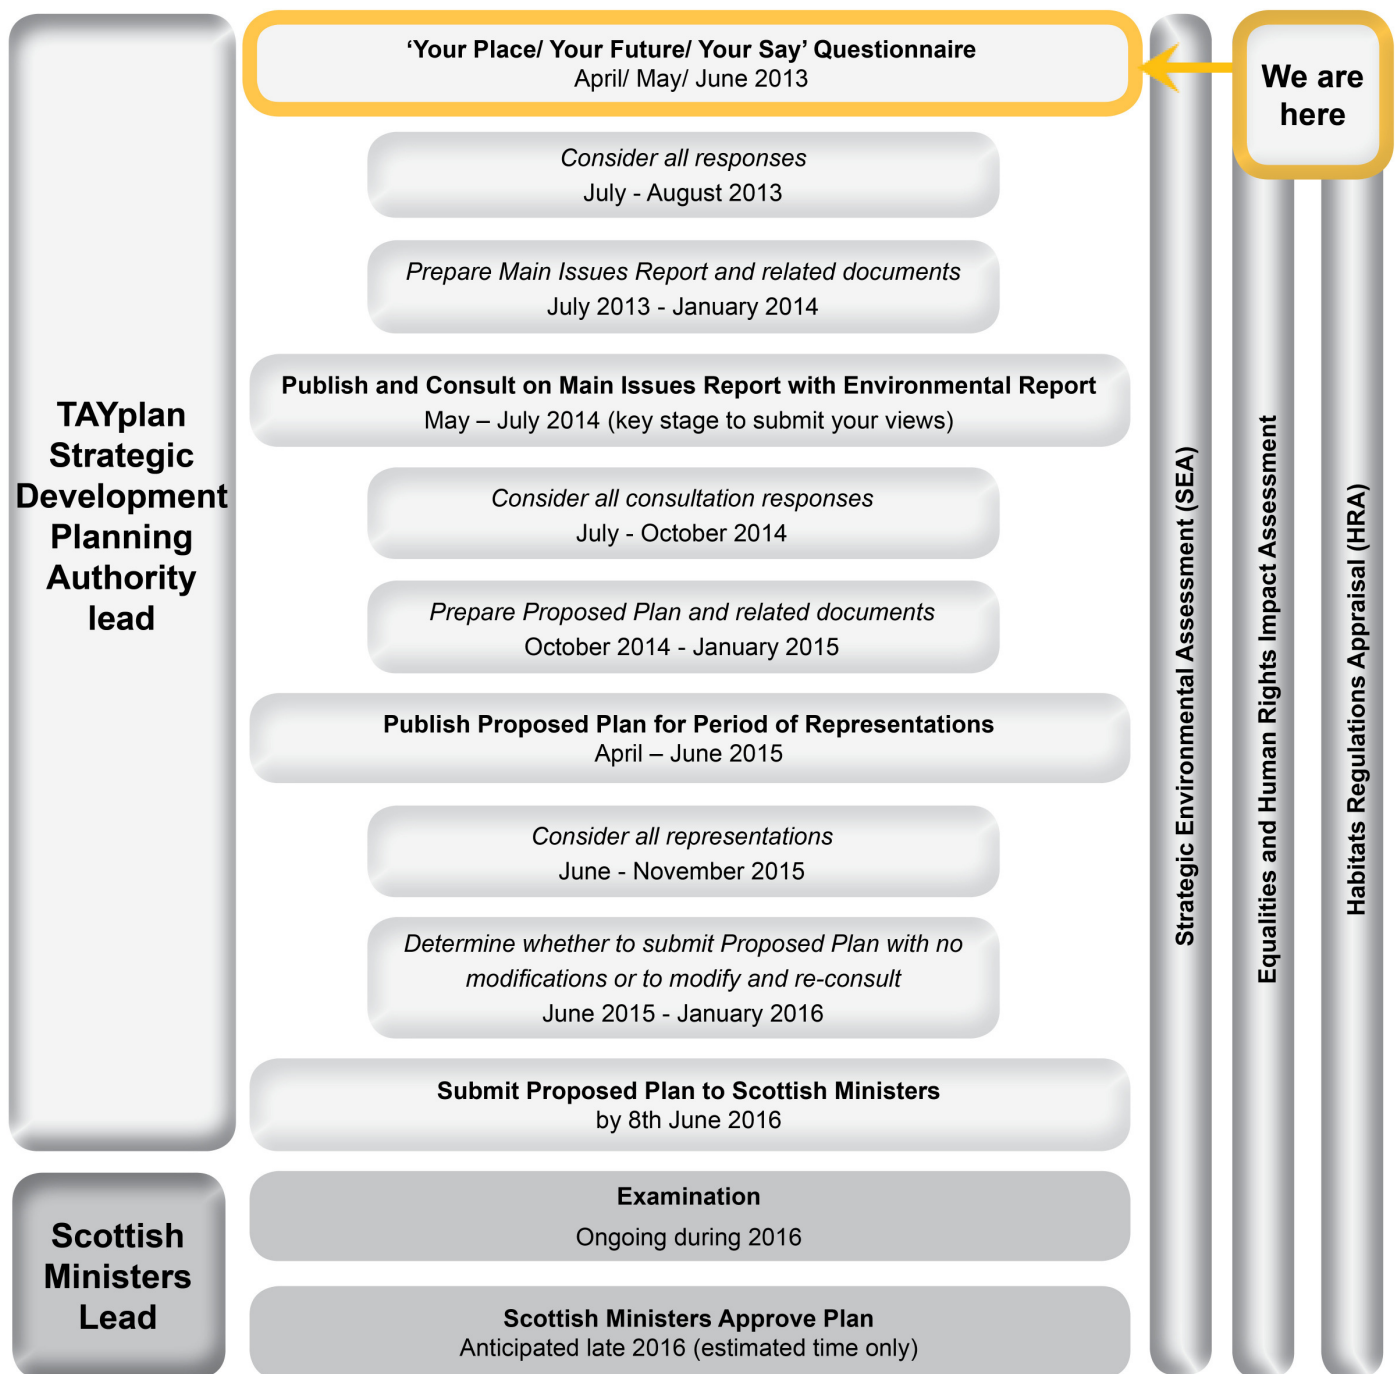 ‘Your Place/ Your Future/ Your Say’ Questionnaire
April/ May/ June 2013
We are
here
Consider all responses
July - August 2013
Prepare Main Issues Report and related documents
July 2013 - January 2014
Publish and Consult on Main Issues Report with Environmental Report
May – July 2014 (key stage to submit your views)
TAYplan
Strategic
Development
Planning
Authority
lead
Consider all consultation responses
July - October 2014
Prepare Proposed Plan and related documents
October 2014 - January 2015
Publish Proposed Plan for Period of Representations
April – June 2015
Consider all representations
June - November 2015
Determine whether to submit Proposed Plan with no
modifications or to modify and re-consult
June 2015 - January 2016
Submit Proposed Plan to Scottish Ministers
by 8th June 2016
Scottish
Ministers
Lead
Examination
Ongoing during 2016
Scottish Ministers Approve Plan
Anticipated late 2016 (estimated time only)
Strategic Environmental Assessment (SEA)
Equalities and Human Rights Impact Assessment
Habitats Regulations Appraisal (HRA)